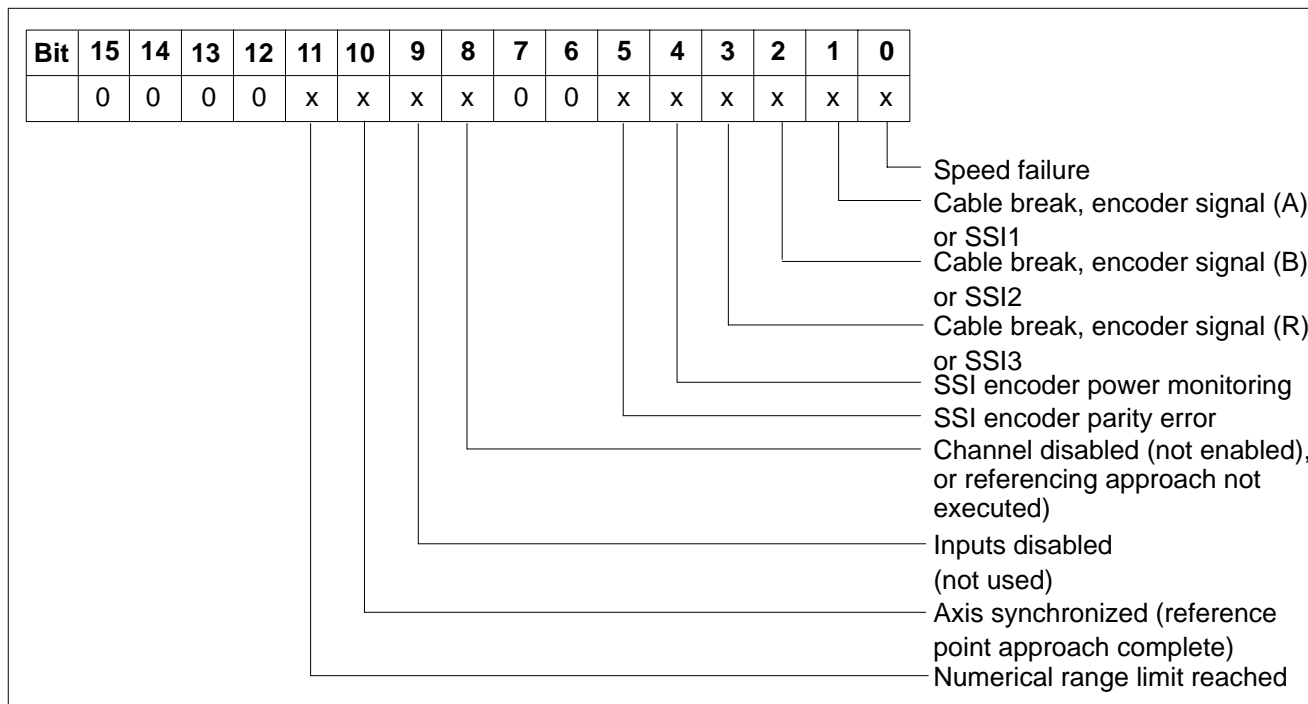 Bit 15 14 13 12 11 10 9 8 7 6 5 4 3 2 1 0
0 0 0 0 x x x x 0 0 x x x x x x
Speed failure
Cable break, encoder signal (A)
or SSI1
Cable break, encoder signal (B)
or SSI2
Cable break, encoder signal (R)
or SSI3
SSI encoder power monitoring
SSI encoder parity error
Channel disabled (not enabled),
or referencing approach not
executed)
Inputs disabled
(not used)
Axis synchronized (reference
point approach complete)
Numerical range limit reached